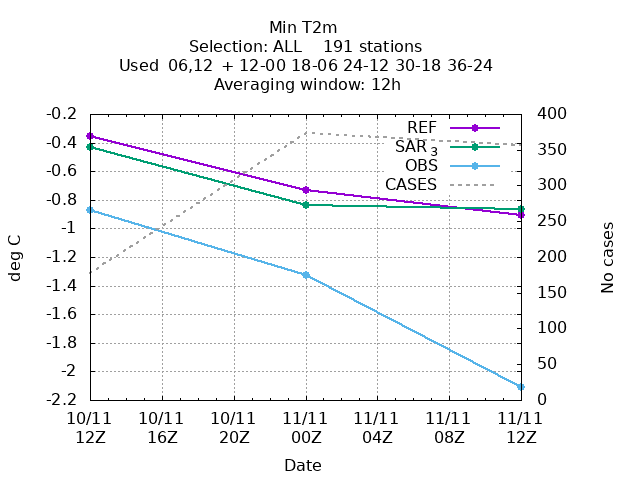 Min T2m
Selection: ALL    191 stations
Used  06,12  + 12-00 18-06 24-12 30-18 36-24
Averaging window: 12h
REF
SAR 3
OBS
CASES
deg C
-0.2
-0.4
-0.6
-0.8
-1
-1.2
-1.4
-1.6
-1.8
-2
-2.2
400
350
300
250
200
150
100
50
0
No cases
10/11 12Z
10/11 16Z
10/11 20Z
11/11 00Z
11/11 04Z
11/11 08Z
11/11 12Z
Date